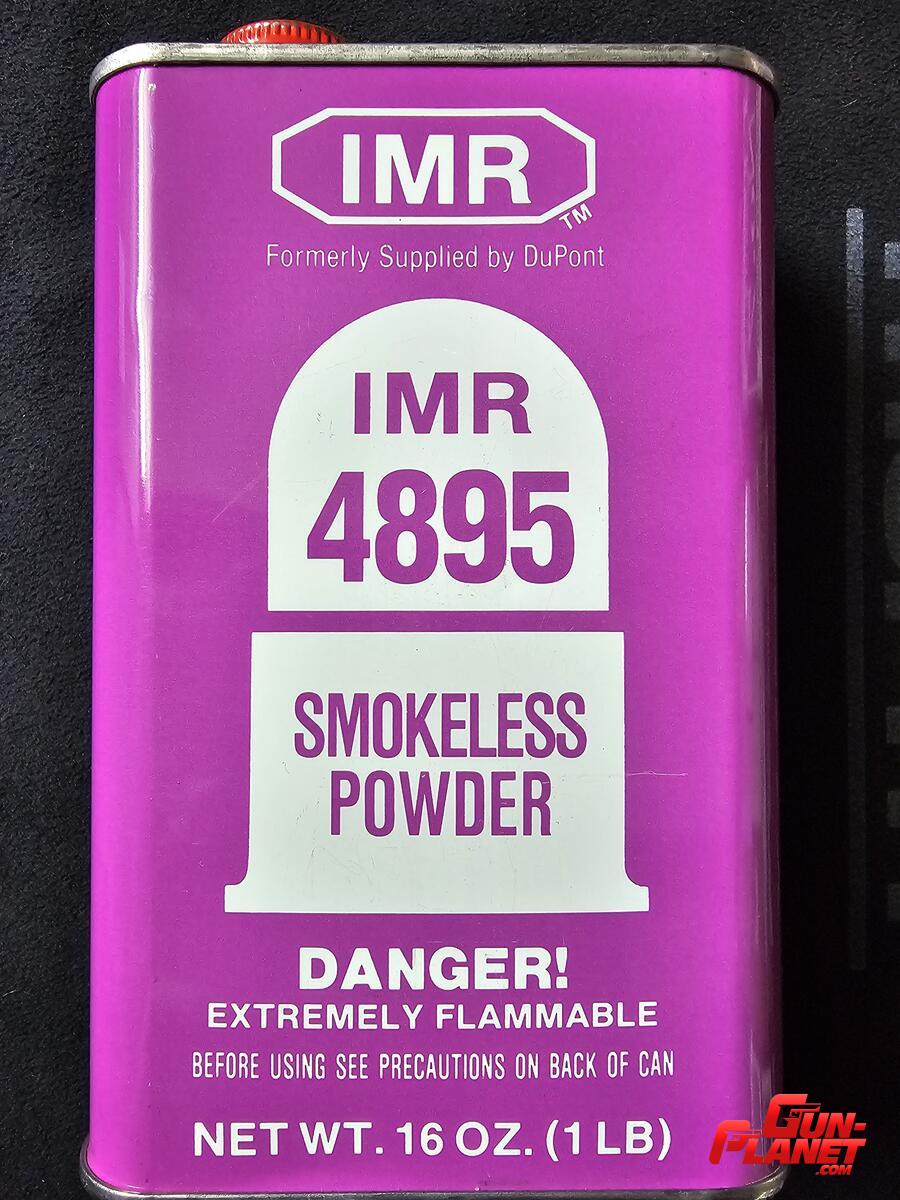 IMR
TM
Formerly Supplied by DuPont
IMR
4895
SMOKELESS
POWDER
DANGER!
EXTREMELY FLAMMABLE
BEFORE USING SEE PRECAUTIONS ON BACK OF CAN
NET WT. 16 OZ. (1 LB)
GUN-
PLANET
.COM